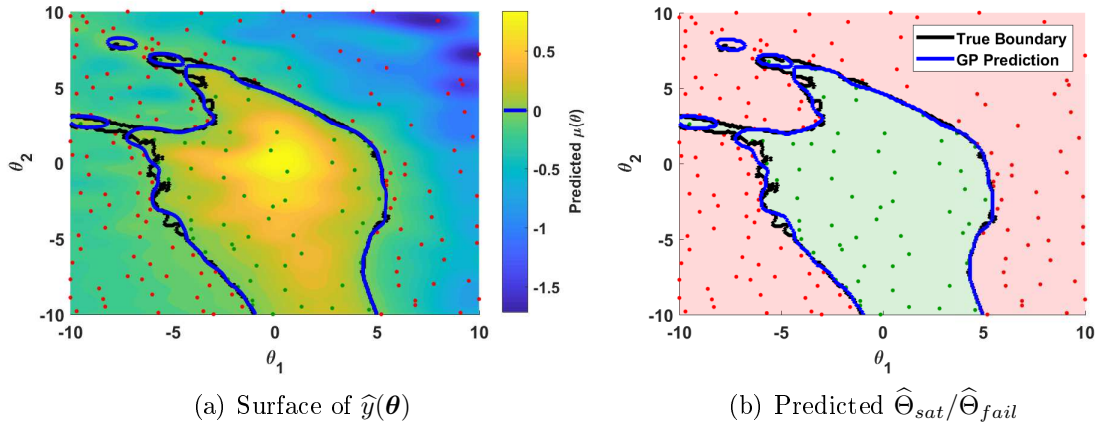 10
5
0
-5
-10
θ2
-10 -5 0 5 10
θ1
0.5
0
-0.5
-1
-1.5
Predicted μ(θ)
10
5
0
-5
-10
θ2
-10 -5 0 5 10
θ1
True Boundary
GP Prediction
(a) Surface of ŷ(θ)
(b) Predicted Θ̂sat/Θ̂fail